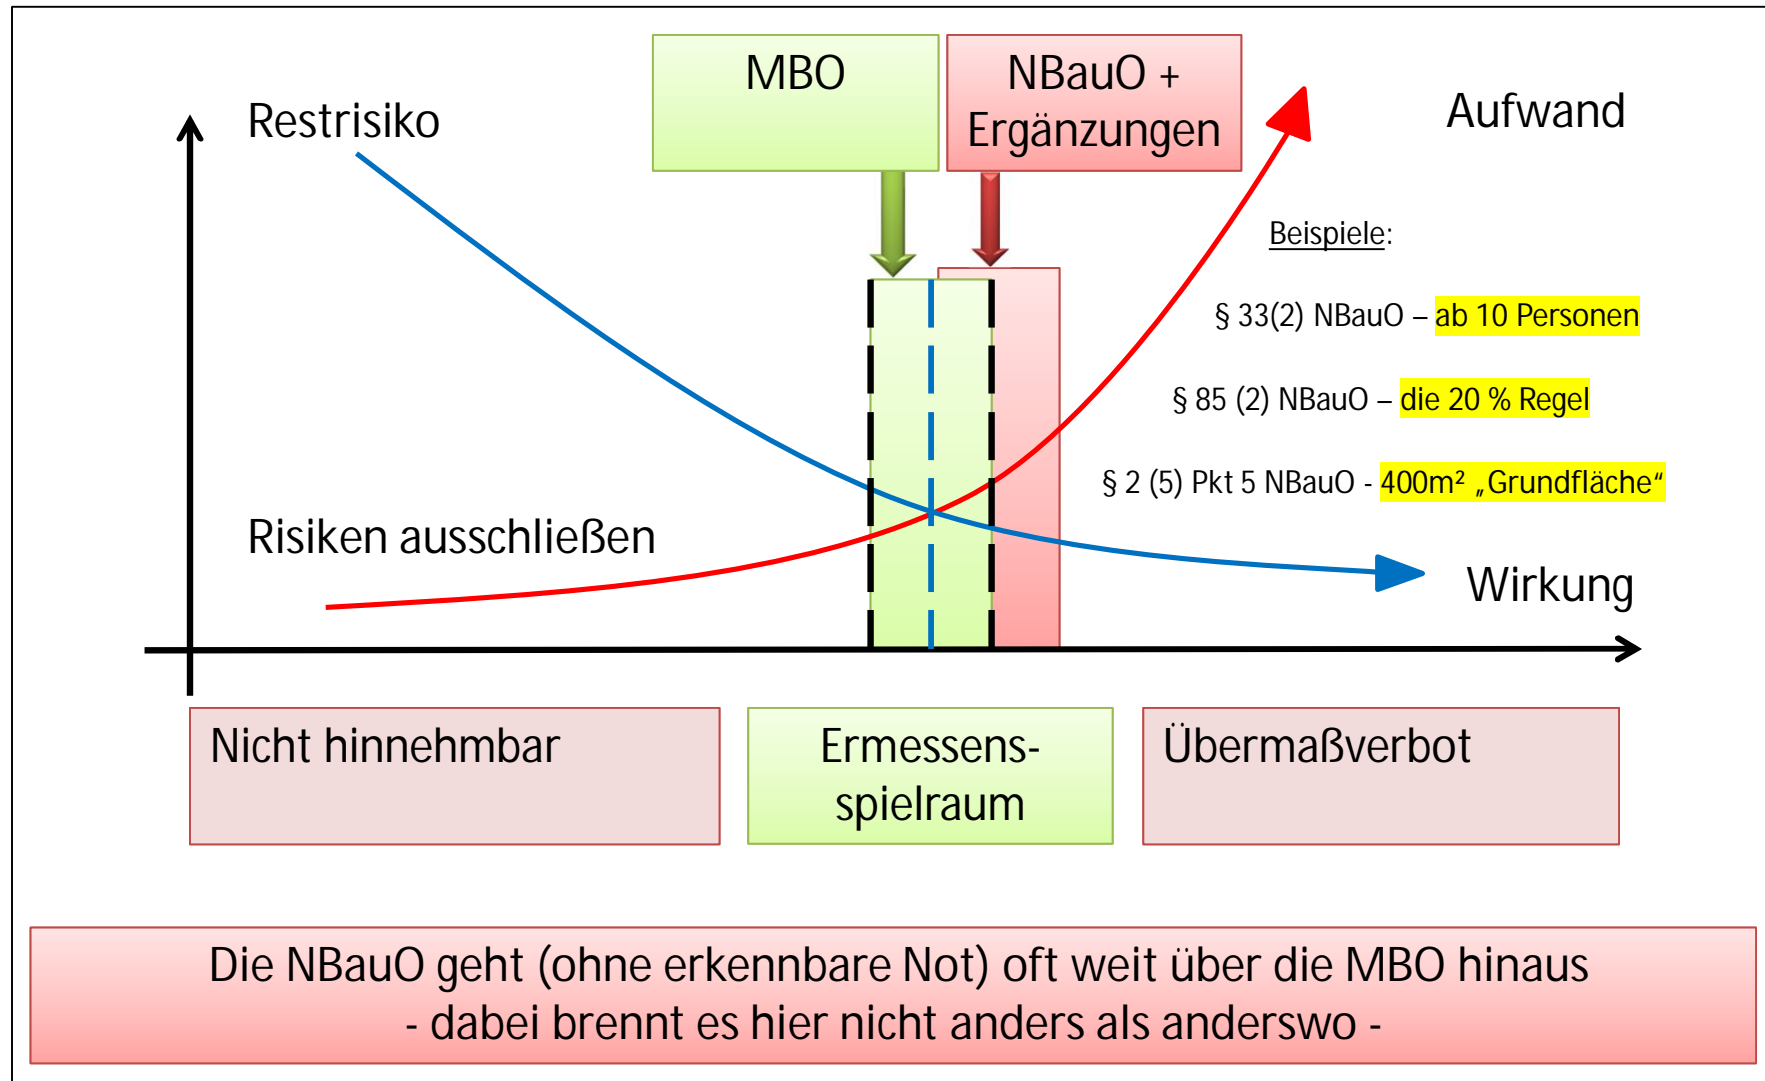 MBO
NBauO +
Ergänzungen
Restrisiko
Aufwand
Beispiele:
§ 33(2) NBauO – ab 10 Personen
§ 85 (2) NBauO – die 20 % Regel
§ 2 (5) Pkt 5 NBauO - 400m² „Grundfläche“
Risiken ausschließen
Wirkung
Nicht hinnehmbar
Ermessens-
spielraum
Übermaßverbot
Die NBauO geht (ohne erkennbare Not) oft weit über die MBO hinaus
- dabei brennt es hier nicht anders als anderswo -